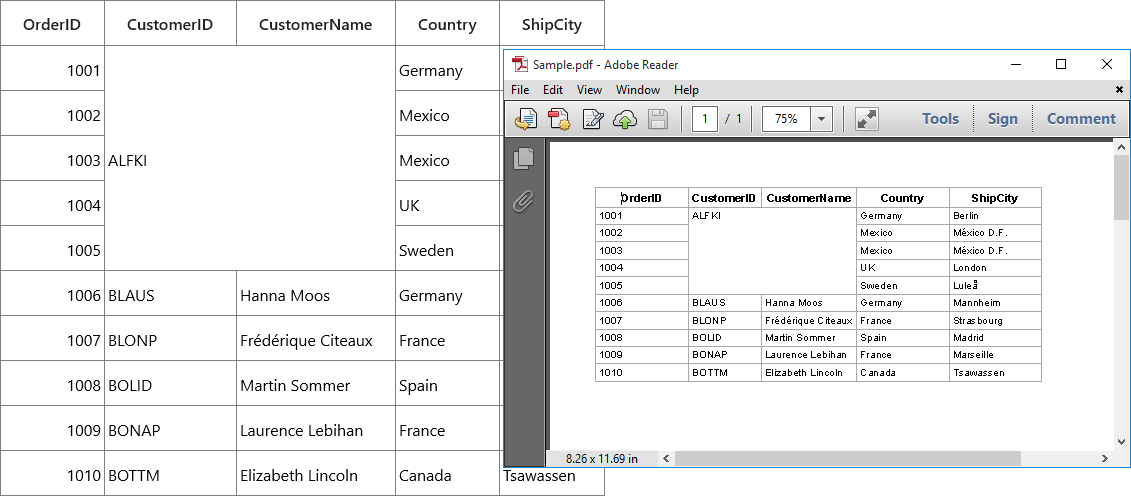 OrderID CustomerID CustomerName Country ShipCity
1001 Germany
1002 Mexico
1003 ALFKI Mexico
1004 UK
1005 Sweden
1006 BLAUS Hanna Moos Germany
1007 BLONP Frédérique Citeaux France
1008 BOLID Martin Sommer Spain
1009 BONAP Laurence Lebihan France
1010 BOTTM Elizabeth Lincoln Canada Tsawassen
Sample.pdf - Adobe Reader
File Edit View Window Help
1 / 1 75% Tools Sign Comment
OrderID CustomerID CustomerName Country ShipCity
1001 ALFKI Germany Berlin
1002 Mexico México D.F.
1003 Mexico México D.F.
1004 UK London
1005 Sweden Luleå
1006 BLAUS Hanna Moos Germany Mannheim
1007 BLONP Frédérique Citeaux France Strasbourg
1008 BOLID Martin Sommer Spain Madrid
1009 BONAP Laurence Lebihan France Marseille
1010 BOTTM Elizabeth Lincoln Canada Tsawassen
8.26 x 11.69 in